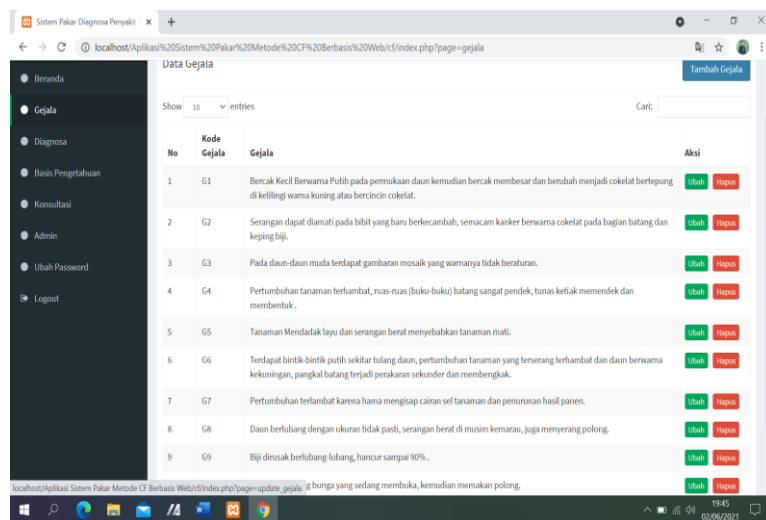 Sistem Pakar Diagnosa Penyakit
localhost/Aplikasi%20Sistem%20Pakar%20Metode%20CF%20Berbasis%20Web/cf/index.php?page=gejala
Beranda
Gejala
Diagnosa
Basis Pengetahuan
Konsultasi
Admin
Ubah Password
Logout
Data Gejala
Tambah Gejala
Show 10 entries
Cari:
No Kode Gejala Gejala Aksi
1 G1 Bercak Kecil Berwarna Putih pada permukaan daun kemudian bercak membesar dan berubah menjadi cokelat bertepung Ubah Hapus
di kelilingi warna kuning atau bercincin cokelat.
2 G2 Serangan dapat diamati pada bibit yang baru berkecambah, semacam kanker berwarna cokelat pada bagian batang dan Ubah Hapus
keping biji.
3 G3 Pada daun-daun muda terdapat gambaran mosaik yang warnanya tidak beraturan. Ubah Hapus
4 G4 Pertumbuhan tanaman terhambat, ruas-ruas (buku-buku) batang sangat pendek, tunas ketiak memendek dan Ubah Hapus
membentuk .
5 G5 Tanaman Mendadak layu dan serangan berat menyebabkan tanaman mati. Ubah Hapus
6 G6 Terdapat bintik-bintik putih sekitar tulang daun, pertumbuhan tanaman yang terserang terhambat dan daun berwarna Ubah Hapus
kekuningan, pangkal batang terjadi perakaran sekunder dan membengkak.
7 G7 Pertumbuhan terlambat karena hama mengisap cairan sel tanaman dan penurunan hasil panen. Ubah Hapus
8 G8 Daun berlubang dengan ukuran tidak pasti, serangan berat di musim kemarau, juga menyerang polong. Ubah Hapus
9 G9 Biji dirusak berlubang-lubang, hancur sampai 90% . Ubah Hapus
g bunga yang sedang membuka, kemudian memakan polong. Ubah Hapus
localhost/Aplikasi Sistem Pakar Metode CF Berbasis Web/cf/index.php?page=update_gejala
19:45
02/06/2021